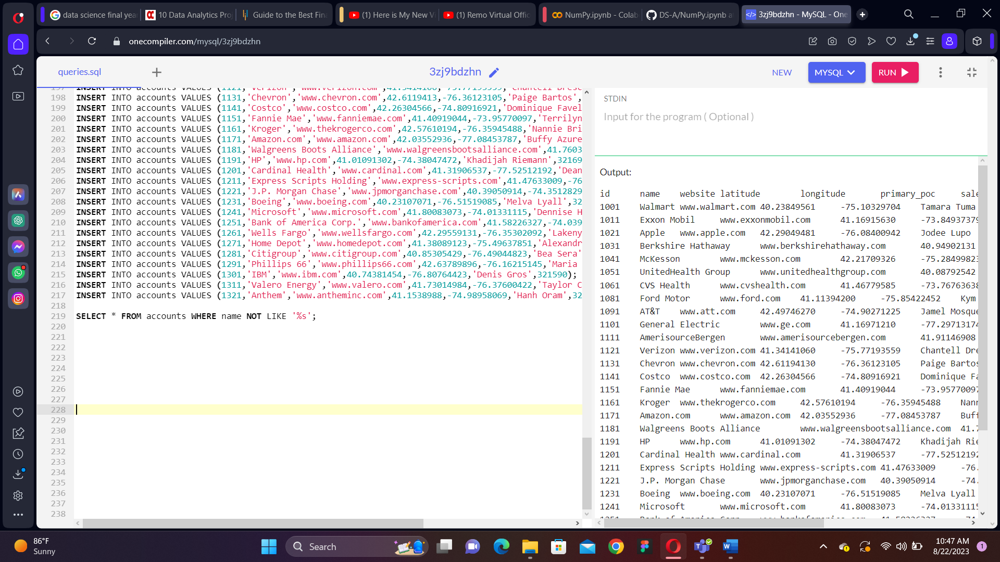 data science final yea
10 Data Analytics Proj
Guide to the Best Fina
(1) Here is My New Vi
(1) Remo Virtual Offic
NumPy.ipynb - Colab
DS-A/NumPy.ipynb a
3zj9bdzhn - MySQL - One
onecompiler.com/mysql/3zj9bdzhn
queries.sql
3zj9bdzhn
NEW
MYSQL
RUN
198 INSERT INTO accounts VALUES (1131,'Chevron','www.chevron.com',42.6119413,-76.36123105,'Paige Bartos',
199 INSERT INTO accounts VALUES (1141,'Costco','www.costco.com',42.26304566,-74.80916921,'Dominique Favel
200 INSERT INTO accounts VALUES (1151,'Fannie Mae','www.fanniemae.com',41.40919044,-73.95770097,'Terrilyn
201 INSERT INTO accounts VALUES (1161,'Kroger','www.thekrogerco.com',42.57610194,-76.35945488,'Nannie Bri
202 INSERT INTO accounts VALUES (1171,'Amazon.com','www.amazon.com',42.03552936,-77.08453787,'Buffy Azure
203 INSERT INTO accounts VALUES (1181,'Walgreens Boots Alliance','www.walgreensbootsalliance.com',41.7603
204 INSERT INTO accounts VALUES (1191,'HP','www.hp.com',41.01091302,-74.38047472,'Khadijah Riemann',32169
205 INSERT INTO accounts VALUES (1201,'Cardinal Health','www.cardinal.com',41.31906537,-77.52512192,'Dean
206 INSERT INTO accounts VALUES (1211,'Express Scripts Holding','www.express-scripts.com',41.47633009,-76
207 INSERT INTO accounts VALUES (1221,'J.P. Morgan Chase','www.jpmorganchase.com',40.39050914,-74.3512829
208 INSERT INTO accounts VALUES (1231,'Boeing','www.boeing.com',40.23107071,-76.51519085,'Melva Lyall',32
209 INSERT INTO accounts VALUES (1241,'Microsoft','www.microsoft.com',41.80083073,-74.01331115,'Dennise H
210 INSERT INTO accounts VALUES (1251,'Bank of America Corp.','www.bankofamerica.com',41.58226327,-74.039
211 INSERT INTO accounts VALUES (1261,'Wells Fargo','www.wellsfargo.com',42.29559131,-76.35302092,'Lakeny
212 INSERT INTO accounts VALUES (1271,'Home Depot','www.homedepot.com',41.38089123,-75.49637851,'Alexandr
213 INSERT INTO accounts VALUES (1281,'Citigroup','www.citigroup.com',40.85305429,-76.49044823,'Bea Sera'
214 INSERT INTO accounts VALUES (1291,'Phillips 66','www.phillips66.com',42.63789896,-76.16215145,'Maria
215 INSERT INTO accounts VALUES (1301,'IBM','www.ibm.com',40.74381454,-76.80764423,'Denis Gros',321590);
216 INSERT INTO accounts VALUES (1311,'Valero Energy','www.valero.com',41.73014984,-76.37600422,'Taylor C
217 INSERT INTO accounts VALUES (1321,'Anthem','www.antheminc.com',41.1538988,-74.98958069,'Hanh Oram',32
218
219 SELECT * FROM accounts WHERE name NOT LIKE '%s';
220
221
222
223
224
225
226
227
228
229
230
231
232
233
234
235
236
237
238
STDIN
Input for the program ( Optional )
Output:
id name website latitude longitude primary_poc sale
1001 Walmart www.walmart.com 40.23849561 -75.10329704 Tamara Tuma
1011 Exxon Mobil www.exxonmobil.com 41.16915630 -73.84937379
1021 Apple www.apple.com 42.29049481 -76.08400942 Jodee Lupo
1031 Berkshire Hathaway www.berkshirehathaway.com 40.94902131
1041 McKesson www.mckesson.com 42.21709326 -75.28499823
1051 UnitedHealth Group www.unitedhealthgroup.com 40.08792542
1061 CVS Health www.cvshealth.com 41.46779585 -73.76763638
1081 Ford Motor www.ford.com 41.11394200 -75.85422452 Kym
1091 AT&T www.att.com 42.49746270 -74.90271225 Jamel Mosque
1101 General Electric www.ge.com 41.16971210 -77.29713174
1111 AmerisourceBergen www.amerisourcebergen.com 41.91146908
1121 Verizon www.verizon.com 41.34141060 -75.77193559 Chantell Dre
1131 Chevron www.chevron.com 42.61194130 -76.36123105 Paige Bartos
1141 Costco www.costco.com 42.26304566 -74.80916921 Dominique Fa
1151 Fannie Mae www.fanniemae.com 41.40919044 -73.95770097
1161 Kroger www.thekrogerco.com 42.57610194 -76.35945488 Nann
1171 Amazon.com www.amazon.com 42.03552936 -77.08453787 Buff
1181 Walgreens Boots Alliance www.walgreensbootsalliance.com 41.7
1191 HP www.hp.com 41.01091302 -74.38047472 Khadijah Rie
1201 Cardinal Health www.cardinal.com 41.31906537 -77.52512192
1211 Express Scripts Holding www.express-scripts.com 41.47633009 -76.
1221 J.P. Morgan Chase www.jpmorganchase.com 40.39050914 -74.
1231 Boeing www.boeing.com 40.23107071 -76.51519085 Melva Lyall
1241 Microsoft www.microsoft.com 41.80083073 -74.01331115
86°F
Sunny
Search
10:47 AM
8/22/2023
1